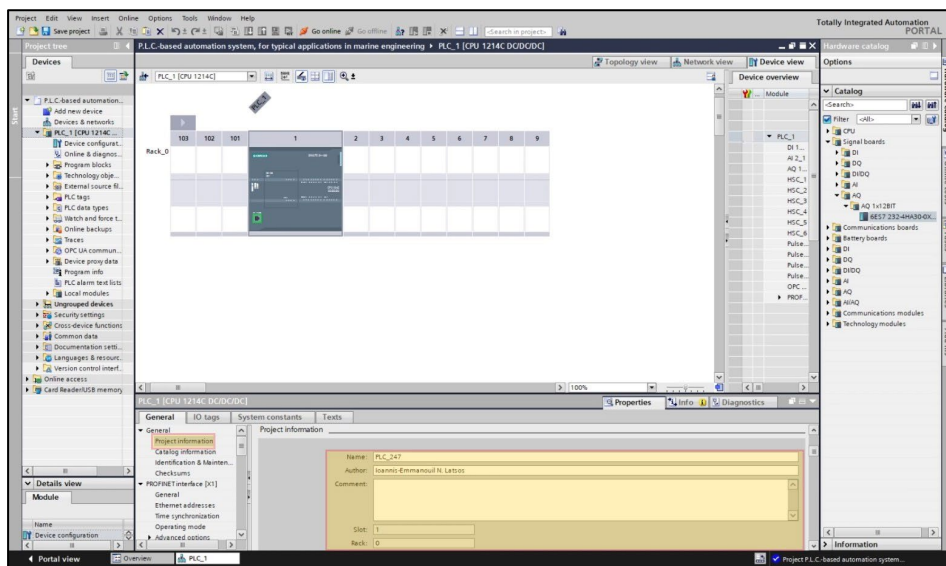 Project Edit View Insert Online Options Tools Window Help
Totally Integrated Automation
PORTAL
Save project
Go online
Go offline
<Search in project>
Project tree
P.L.C.-based automation system, for typical applications in marine engineering ▸ PLC_1 [CPU 1214C DC/DC/DC]
Hardware catalog
Devices
Topology view
Network view
Device view
Options
PLC_1 [CPU 1214C]
Device overview
Start
P.L.C.-based automation...
Add new device
Devices & networks
PLC_1 [CPU 1214C ...
Device configurat...
Online & diagnos...
Program blocks
Technology obje...
External source fil...
PLC tags
PLC data types
Watch and force t...
Online backups
Traces
OPC UA commun...
Device proxy data
Program info
PLC alarm text lists
Local modules
Ungrouped devices
Security settings
Cross-device functions
Common data
Documentation setti...
Languages & resourc...
Version control interf...
Online access
Card Reader/USB memory
PLC_1
103 102 101 1 2 3 4 5 6 7 8 9
Rack_0
SIEMENS
100%
... Module
PLC_1
DI 1...
AI 2_1
AQ 1...
HSC_1
HSC_2
HSC_3
HSC_4
HSC_5
HSC_6
Pulse...
Pulse...
Pulse...
Pulse...
OPC ...
PROF...
Catalog
<Search>
Filter <All>
CPU
Signal boards
DI
DQ
DI/DQ
AI
AQ
AQ 1x12BIT
6ES7 232-4HA30-0X...
Communications boards
Battery boards
DI
DQ
DI/DQ
AI
AQ
AI/AQ
Communications modules
Technology modules
PLC_1 [CPU 1214C DC/DC/DC]
Properties
Info
Diagnostics
General IO tags System constants Texts
General
Project information
Catalog information
Identification & Mainten...
Checksums
PROFINET interface [X1]
General
Ethernet addresses
Time synchronization
Operating mode
Advanced options
Project information
Name: PLC_247
Author: Ioannis-Emmanouil N. Latsos
Comment:
Slot: 1
Rack: 0
Details view
Module
Name
Device configuration
Information
Portal view
Overview
PLC_1
Project P.L.C.-based automation system...